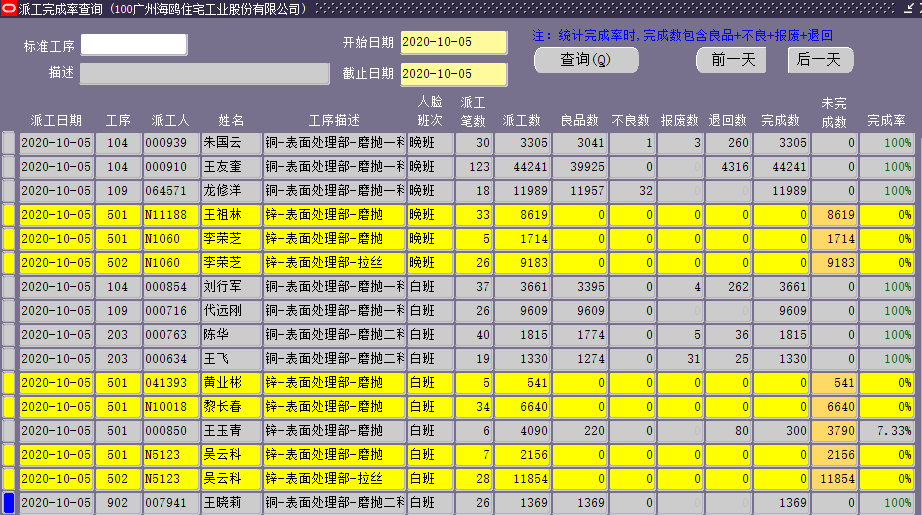 派工完成率查询 (100广州海鸥住宅工业股份有限公司)
标准工序 开始日期 2020-10-05 注：统计完成率时,完成数包含良品+不良+报废+退回
描述 截止日期 2020-10-05 查询(Q) 前一天 后一天
派工日期 工序 派工人 姓名 工序描述 人脸班次 派工笔数 派工数 良品数 不良数 报废数 退回数 完成数 未完成数 完成率
2020-10-05 104 000939 朱国云 铜-表面处理部-磨抛一科 晚班 30 3305 3041 1 3 260 3305 0 100%
2020-10-05 104 000910 王友奎 铜-表面处理部-磨抛一科 晚班 123 44241 39925 0 0 4316 44241 0 100%
2020-10-05 109 064571 龙修洋 铜-表面处理部-磨抛一科 晚班 18 11989 11957 32 0 0 11989 0 100%
2020-10-05 501 N11188 王祖林 锌-表面处理部-磨抛 晚班 33 8619 0 0 0 0 0 8619 0%
2020-10-05 501 N1060 李荣芝 锌-表面处理部-磨抛 晚班 5 1714 0 0 0 0 0 1714 0%
2020-10-05 502 N1060 李荣芝 锌-表面处理部-拉丝 晚班 26 9183 0 0 0 0 0 9183 0%
2020-10-05 104 000854 刘行军 铜-表面处理部-磨抛一科 白班 37 3661 3395 0 4 262 3661 0 100%
2020-10-05 109 000716 代远刚 铜-表面处理部-磨抛一科 白班 26 9609 9609 0 0 0 9609 0 100%
2020-10-05 203 000763 陈华 铜-表面处理部-磨抛二科 白班 40 1815 1774 0 5 36 1815 0 100%
2020-10-05 203 000634 王飞 铜-表面处理部-磨抛二科 白班 19 1330 1274 0 31 25 1330 0 100%
2020-10-05 501 041393 黄业彬 锌-表面处理部-磨抛 白班 5 541 0 0 0 0 0 541 0%
2020-10-05 501 N10018 黎长春 锌-表面处理部-磨抛 白班 34 6640 0 0 0 0 0 6640 0%
2020-10-05 501 000850 王玉青 锌-表面处理部-磨抛 白班 6 4090 220 0 0 80 300 3790 7.33%
2020-10-05 501 N5123 吴云科 锌-表面处理部-磨抛 白班 7 2156 0 0 0 0 0 2156 0%
2020-10-05 502 N5123 吴云科 锌-表面处理部-拉丝 白班 28 11854 0 0 0 0 0 11854 0%
2020-10-05 902 007941 王晓莉 铜-表面处理部-磨抛二科 白班 26 1369 1369 0 0 0 1369 0 100%